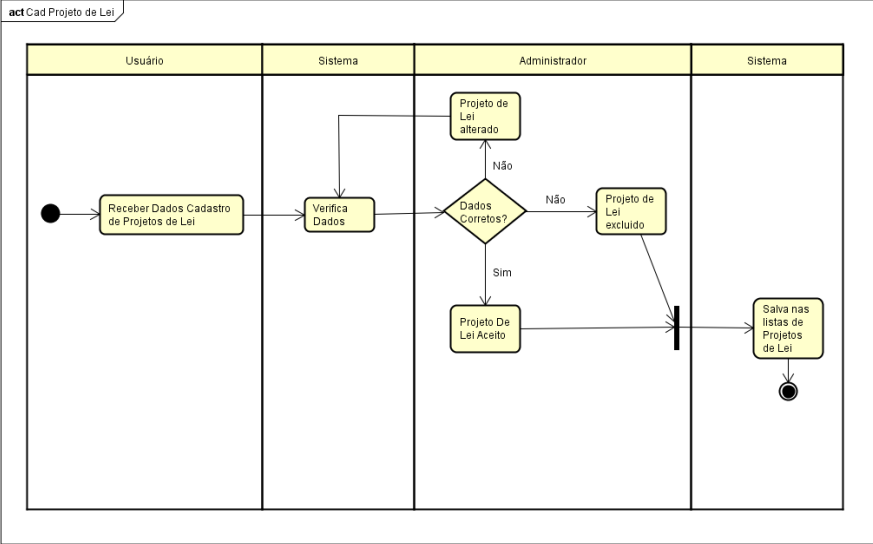 act Cad Projeto de Lei
Usuário
Sistema
Administrador
Sistema
Projeto de
Lei
alterado
Não
Receber Dados Cadastro
de Projetos de Lei
Verifica
Dados
Dados
Corretos?
Não
Projeto de
Lei
excluido
Sim
Projeto De
Lei Aceito
Salva nas
listas de
Projetos
de Lei